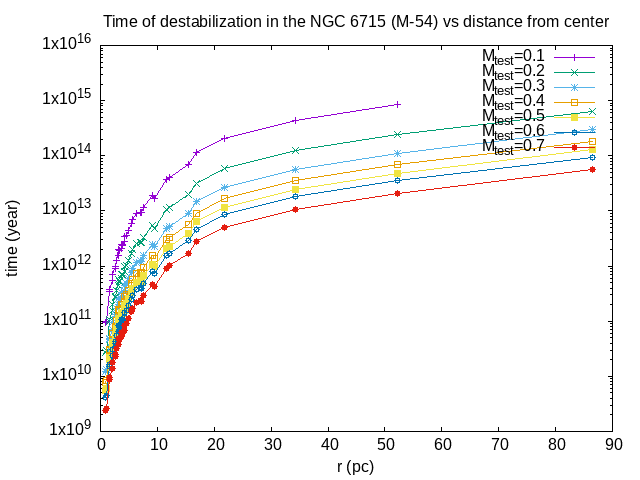 Time of destabilization in the NGC 6715 (M-54) vs distance from center
1x10^16
1x10^15
1x10^14
1x10^13
1x10^12
1x10^11
1x10^10
1x10^9
time (year)
M_test=0.1
M_test=0.2
M_test=0.3
M_test=0.4
M_test=0.5
M_test=0.6
M_test=0.7
0 10 20 30 40 50 60 70 80 90
r (pc)